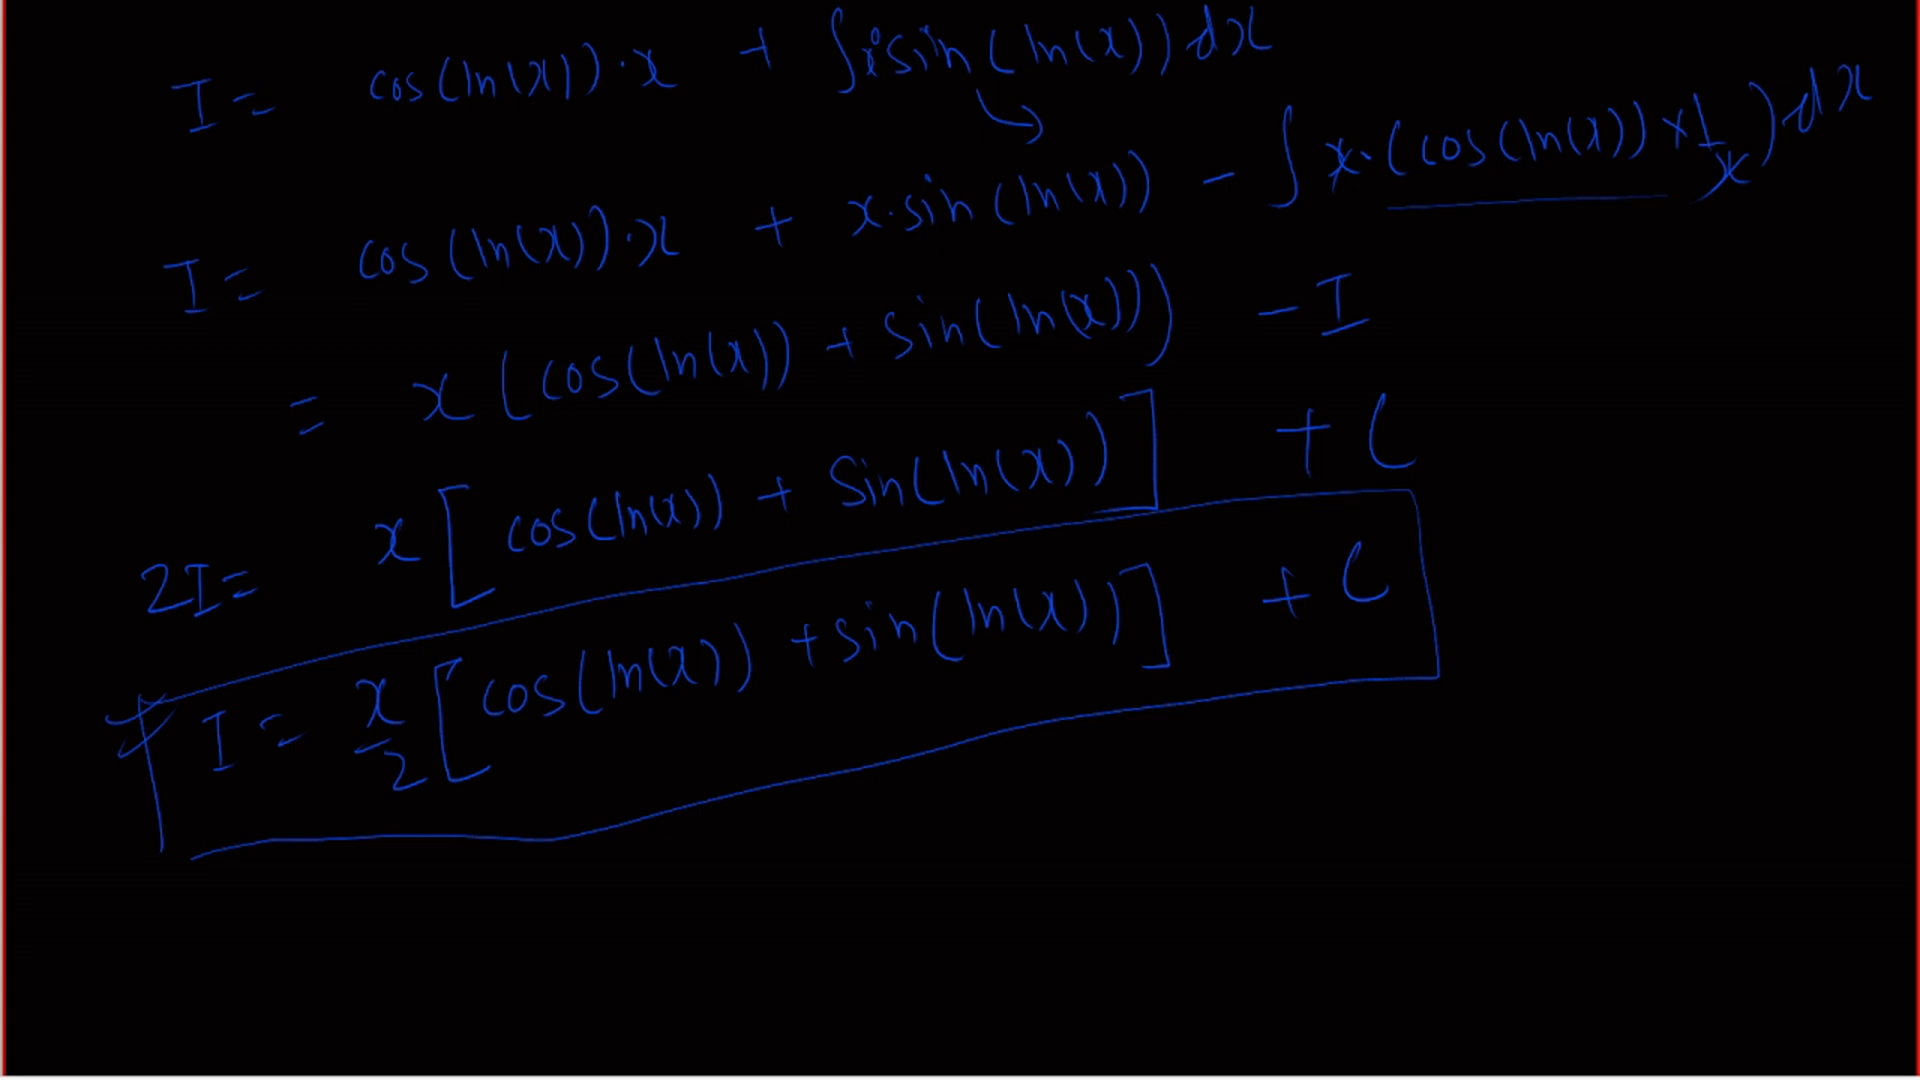 I = cos(ln(x))·x + ∫x⁰sin(ln(x))dx
I = cos(ln(x))·x + x·sin(ln(x)) - ∫x·(cos(ln(x))×1/x)dx
= x(cos(ln(x)) + sin(ln(x))) - I
2I = x[cos(ln(x)) + Sin(ln(x))] + C
I = x/2[cos(ln(x)) + sin(ln(x))] + C